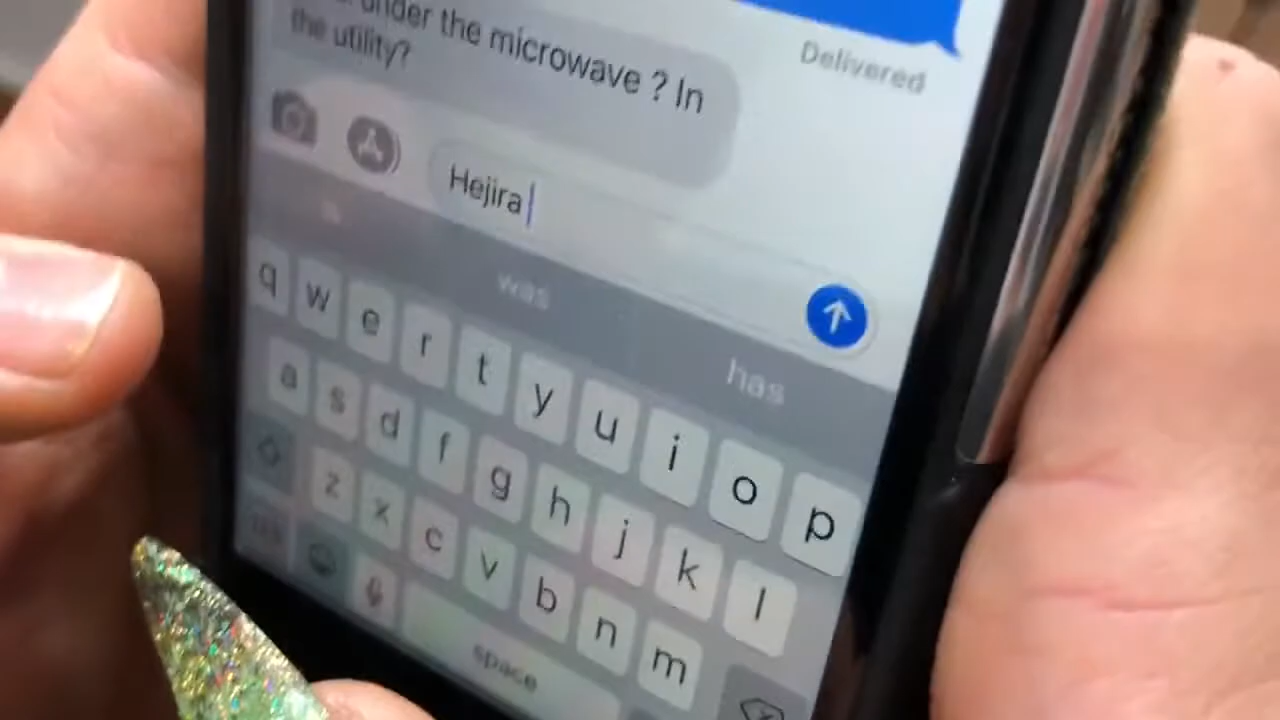 under the microwave ? In
the utility?
Delivered
Hejira
was
has
q w e r t y u i o p
a s d f g h j k l
z x c v b n m
space